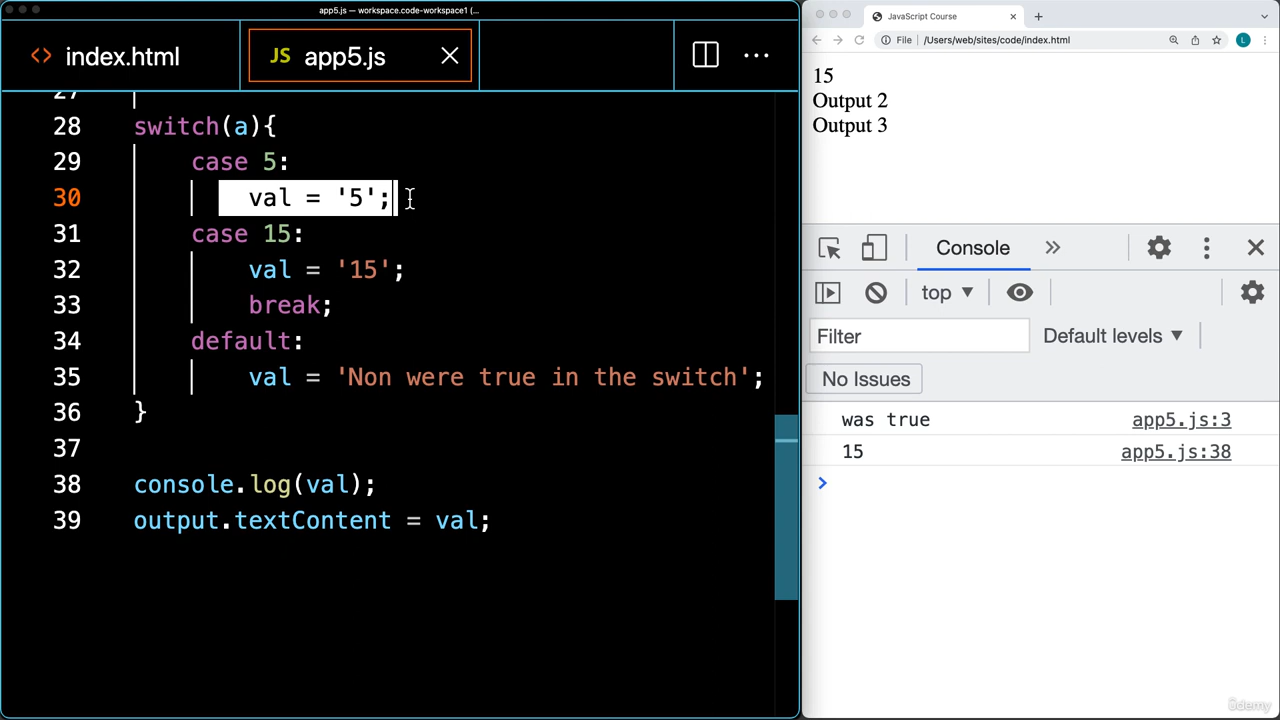 app5.js — workspace.code-workspace1 (...
index.html
JS app5.js
27
28 switch(a){
29 case 5:
30 val = '5';
31 case 15:
32 val = '15';
33 break;
34 default:
35 val = 'Non were true in the switch';
36 }
37
38 console.log(val);
39 output.textContent = val;
JavaScript Course
L
File /Users/web/sites/code/index.html
15
Output 2
Output 3
Console
top
Filter
Default levels
No Issues
was true app5.js:3
15 app5.js:38
ûdemy